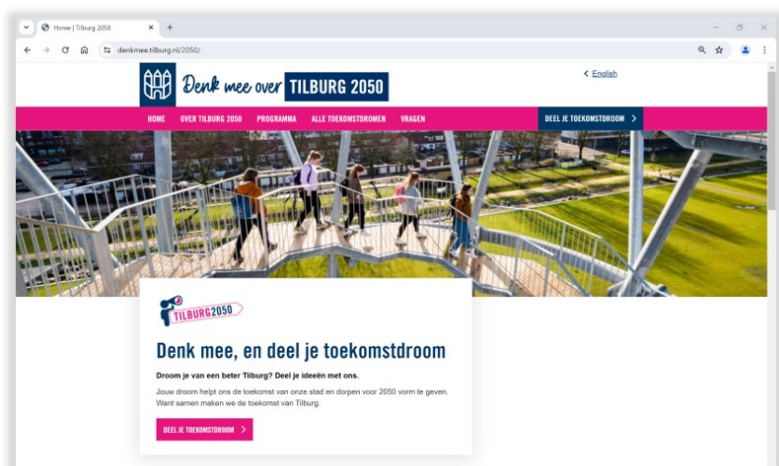 Home | Tilburg 2050
denkmee.tilburg.nl/2050/
Denk mee over TILBURG 2050
< English
HOME OVER TILBURG 2050 PROGRAMMA ALLE TOEKOMSTDROMEN VRAGEN DEEL JE TOEKOMSTDROOM >
TILBURG2050
Denk mee, en deel je toekomstdroom
Droom je van een beter Tilburg? Deel je ideeën met ons.
Jouw droom helpt ons de toekomst van onze stad en dorpen voor 2050 vorm te geven.
Want samen maken we de toekomst van Tilburg.
DEEL JE TOEKOMSTDROOM >